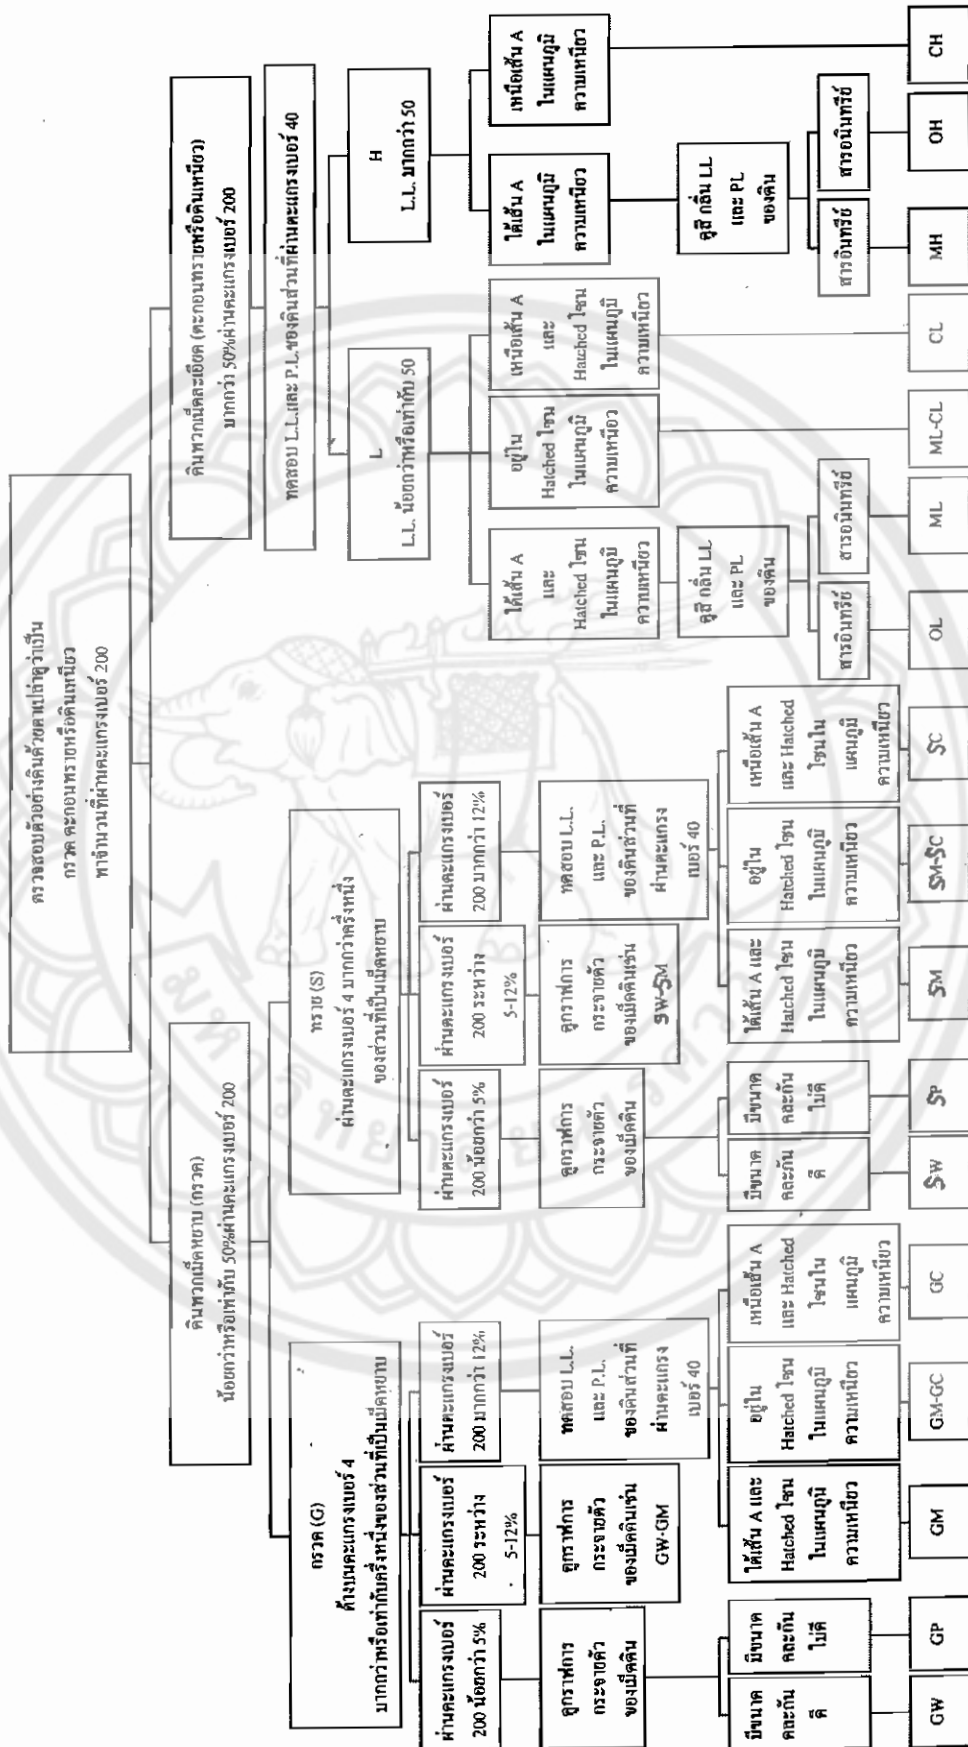 ตรวจสอบตัวอย่างดินด้วยตาเปล่าดูว่าเป็น
กรวด ตะกอนทรายหรือดินเหนียว
หาจำนวนที่ผ่านตะแกรงเบอร์ 200
ดินพวกเม็ดหยาบ (กรวด)
น้อยกว่าหรือเท่ากับ 50%ผ่านตะแกรงเบอร์ 200
ดินพวกเม็ดละเอียด (ตะกอนทรายหรือดินเหนียว)
มากกว่า 50%ผ่านตะแกรงเบอร์ 200
ทดสอบ L.L.และ P.L.ของดินส่วนที่ผ่านตะแกรงเบอร์ 40
กรวด (G)
ค้างบนตะแกรงเบอร์ 4
มากกว่าหรือเท่ากับครึ่งหนึ่งของส่วนที่เป็นเม็ดหยาบ
ทราย (S)
ผ่านตะแกรงเบอร์ 4 มากกว่าครึ่งหนึ่ง
ของส่วนที่เป็นเม็ดหยาบ
L
L.L. น้อยกว่าหรือเท่ากับ 50
H
L.L. มากกว่า 50
ผ่านตะแกรงเบอร์
200 น้อยกว่า 5%
ผ่านตะแกรงเบอร์
200 ระหว่าง
5-12%
ผ่านตะแกรงเบอร์
200 มากกว่า 12%
ผ่านตะแกรงเบอร์
200 น้อยกว่า 5%
ผ่านตะแกรงเบอร์
200 ระหว่าง
5-12%
ผ่านตะแกรงเบอร์
200 มากกว่า 12%
ดูกราฟการ
กระจายตัว
ของเม็ดดิน
ดูกราฟการ
กระจายตัว
ของเม็ดดินเช่น
GW-GM
ทดสอบ L.L.
และ P.L.
ของดินส่วนที่
ผ่านตะแกรง
เบอร์ 40
ดูกราฟการ
กระจายตัว
ของเม็ดดิน
ดูกราฟการ
กระจายตัว
ของเม็ดดินเช่น
SW-SM
ทดสอบ L.L.
และ P.L.
ของดินส่วนที่
ผ่านตะแกรง
เบอร์ 40
ใต้เส้น A
และ
Hatched โซน
ในแผนภูมิ
ความเหนียว
อยู่ใน
Hatched โซน
ในแผนภูมิ
ความเหนียว
เหนือเส้น A
และ
Hatched โซน
ในแผนภูมิ
ความเหนียว
ใต้เส้น A
ในแผนภูมิ
ความเหนียว
เหนือเส้น A
ในแผนภูมิ
ความเหนียว
ดูสี กลิ่น LL
และ PL
ของดิน
ดูสี กลิ่น LL
และ PL
ของดิน
มีขนาด
คละกัน
ดี
มีขนาด
คละกัน
ไม่ดี
ใต้เส้น A และ
Hatched โซน
ในแผนภูมิ
ความเหนียว
อยู่ใน
Hatched โซน
ในแผนภูมิ
ความเหนียว
เหนือเส้น A
และ Hatched
โซนใน
แผนภูมิ
ความเหนียว
มีขนาด
คละกัน
ดี
มีขนาด
คละกัน
ไม่ดี
ใต้เส้น A และ
Hatched โซน
ในแผนภูมิ
ความเหนียว
อยู่ใน
Hatched โซน
ในแผนภูมิ
ความเหนียว
เหนือเส้น A
และ Hatched
โซนใน
แผนภูมิ
ความเหนียว
สารอินทรีย์
สารอนินทรีย์
สารอินทรีย์
สารอนินทรีย์
GW
GP
GM
GM-GC
GC
SW
SP
SM
SM-SC
SC
OL
ML
ML-CL
CL
MH
OH
CH